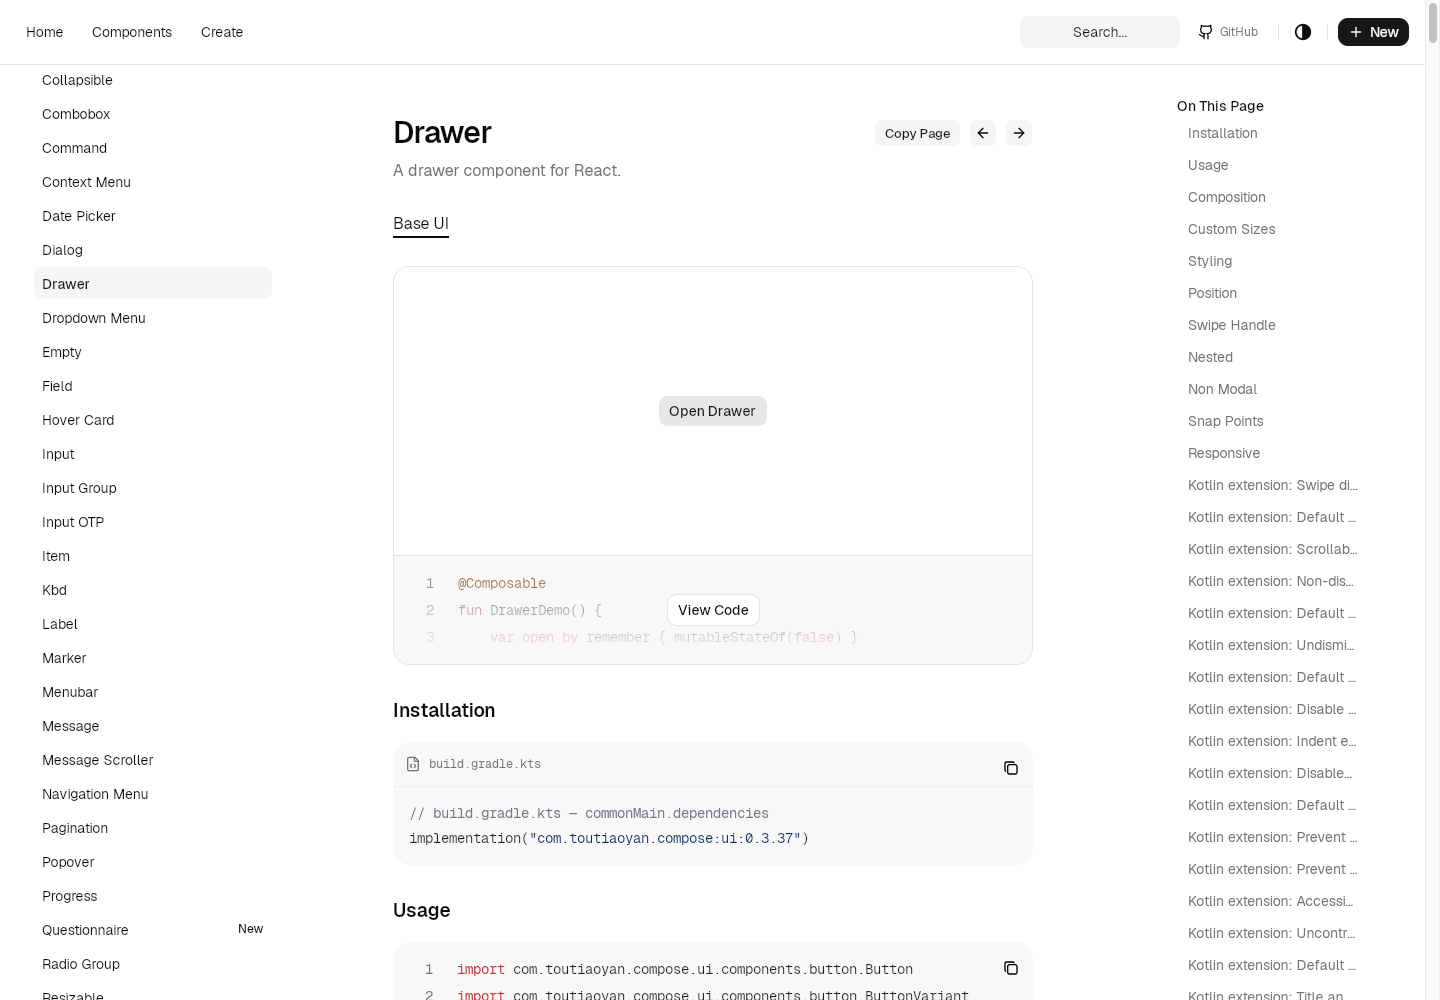 Home
Components
Create
Search...
GitHub
New
Collapsible
Combobox
Command
Context Menu
Date Picker
Dialog
Drawer
Dropdown Menu
Empty
Field
Hover Card
Input
Input Group
Input OTP
Item
Kbd
Label
Marker
Menubar
Message
Message Scroller
Navigation Menu
Pagination
Popover
Progress
Questionnaire New
Radio Group
Resizable
Drawer
Copy Page
A drawer component for React.
Base UI
Open Drawer
1 @Composable
2 fun DrawerDemo() {
3 var open by remember { mutableStateOf(false) }
View Code
Installation
build.gradle.kts
// build.gradle.kts — commonMain.dependencies
implementation("com.toutiaoyan.compose:ui:0.3.37")
Usage
1 import com.toutiaoyan.compose.ui.components.button.Button
2 import com.toutiaoyan.compose.ui.components.button.ButtonVariant
On This Page
Installation
Usage
Composition
Custom Sizes
Styling
Position
Swipe Handle
Nested
Non Modal
Snap Points
Responsive
Kotlin extension: Swipe di...
Kotlin extension: Default ...
Kotlin extension: Scrollab...
Kotlin extension: Non-dis...
Kotlin extension: Default ...
Kotlin extension: Undismi...
Kotlin extension: Default ...
Kotlin extension: Disable ...
Kotlin extension: Indent e...
Kotlin extension: Disable...
Kotlin extension: Default ...
Kotlin extension: Prevent ...
Kotlin extension: Prevent ...
Kotlin extension: Accessi...
Kotlin extension: Uncontr...
Kotlin extension: Default ...
Kotlin extension: Title an